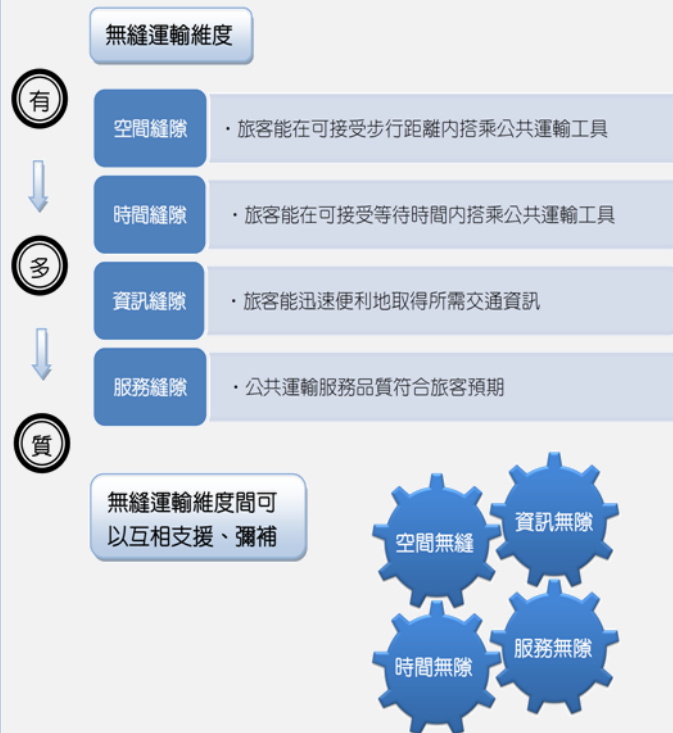 無縫運輸維度
有
空間縫隙
・旅客能在可接受步行距離內搭乘公共運輸工具
時間縫隙
・旅客能在可接受等待時間內搭乘公共運輸工具
多
資訊縫隙
・旅客能迅速便利地取得所需交通資訊
服務縫隙
・公共運輸服務品質符合旅客預期
質
無縫運輸維度間可
以互相支援、彌補
空間無縫
資訊無隙
時間無隙
服務無隙